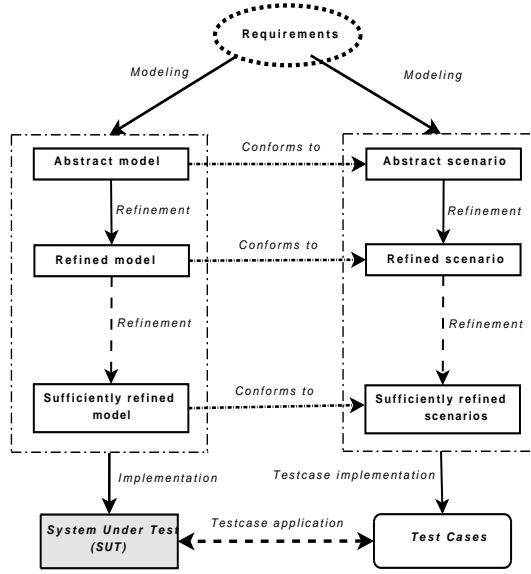 Requirements
Modeling
Modeling
Abstract model
Conforms to
Abstract scenario
Refinement
Refinement
Refined model
Conforms to
Refined scenario
Refinement
Refinement
Sufficiently refined
model
Conforms to
Sufficiently refined
scenarios
Implementation
Testcase implementation
System Under Test
(SUT)
Testcase application
Test Cases